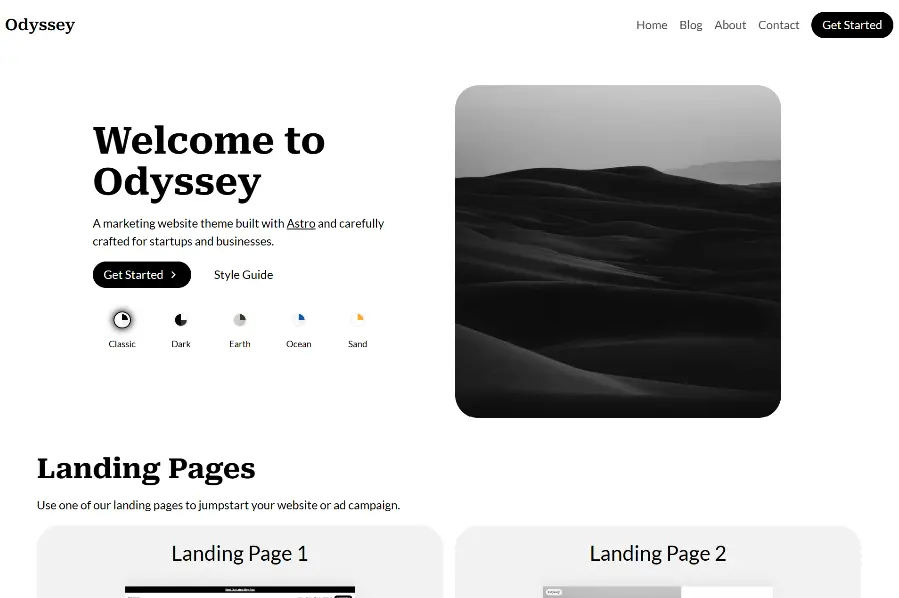 Odyssey
Home Blog About Contact Get Started
Welcome to
Odyssey
A marketing website theme built with Astro and carefully
crafted for startups and businesses.
Get Started Style Guide
Classic Dark Earth Ocean Sand
Landing Pages
Use one of our landing pages to jumpstart your website or ad campaign.
Landing Page 1
Landing Page 2